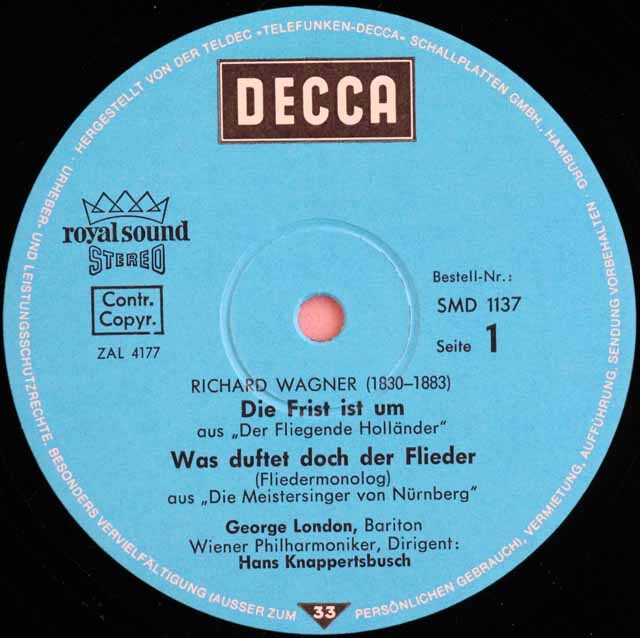 URHEBER- UND LEISTUNGSSCHUTZRECHTE. BESONDERS VERVIELFÄLTIGUNG (AUSSER ZUM PERSÖNLICHEN GEBRAUCH), VERMIETUNG, AUFFÜHRUNG, SENDUNG VORBEHALTEN.
HERGESTELLT VON DER TELDEC »TELEFUNKEN-DECCA« SCHALLPLATTEN GMBH., HAMBURG ·
DECCA
royal sound
STEREO
Contr.
Copyr.
ZAL 4177
Bestell-Nr.:
SMD 1137
Seite 1
RICHARD WAGNER (1830–1883)
Die Frist ist um
aus „Der Fliegende Holländer“
Was duftet doch der Flieder
(Fliedermonolog)
aus „Die Meistersinger von Nürnberg“
George London, Bariton
Wiener Philharmoniker, Dirigent:
Hans Knappertsbusch
33